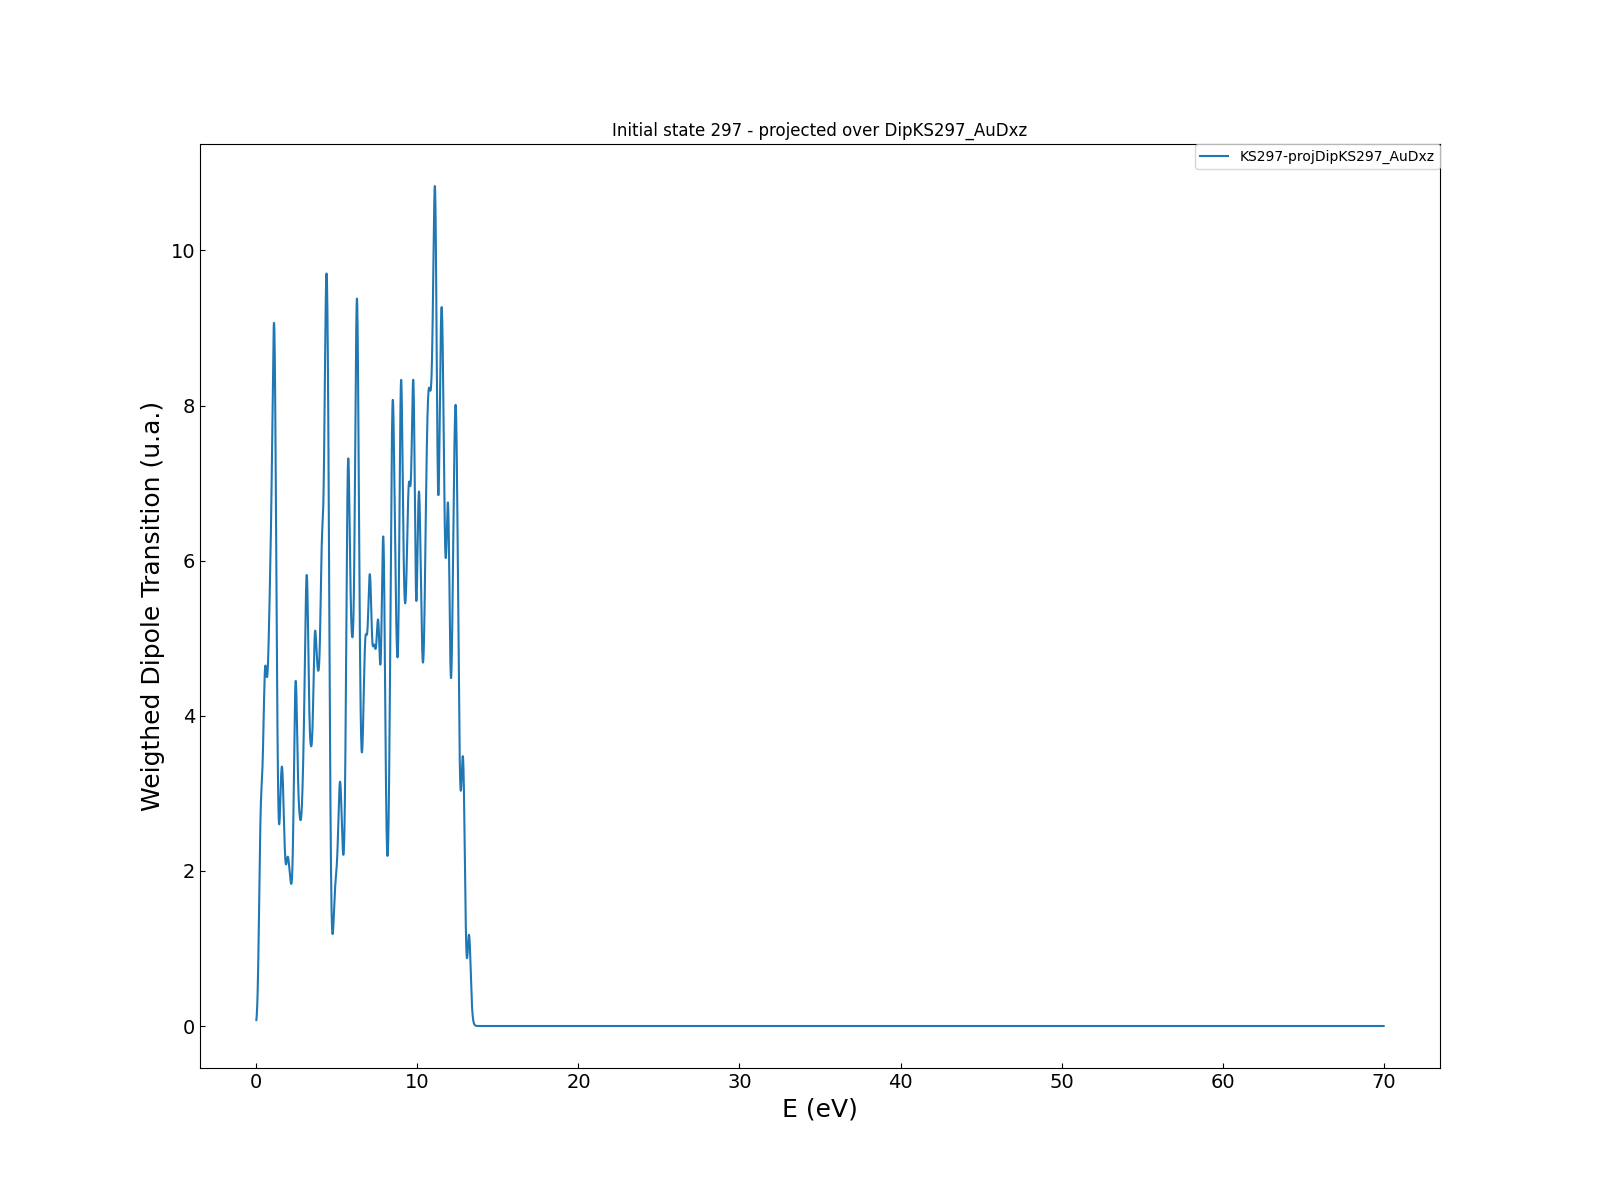 Initial state 297 - projected over DipKS297_AuDxz
KS297-projDipKS297_AuDxz
Weigthed Dipole Transition (u.a.)
10
8
6
4
2
0
0 10 20 30 40 50 60 70
E (eV)